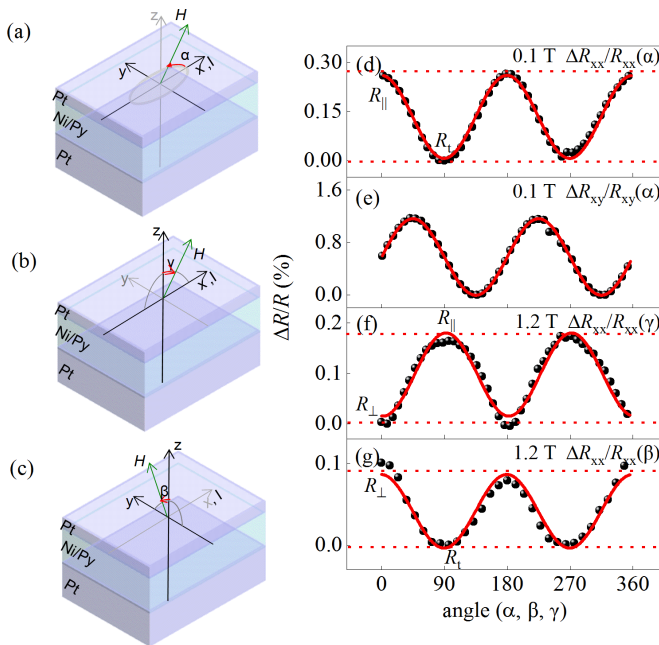 (a)
z
H
α
y
x,I
Pt
Ni/Py
Pt
(b)
z
H
γ
y
x,I
Pt
Ni/Py
Pt
(c)
z
H
β
y
x,I
Pt
Ni/Py
Pt
ΔR/R (%)
(d)
0.1 T ΔRxx/Rxx(α)
0.30
R||
0.15
Rt
0.00
(e)
0.1 T ΔRxy/Rxy(α)
1.6
0.8
0.0
(f)
R||
1.2 T ΔRxx/Rxx(γ)
0.2
0.1
R⊥
0.0
(g)
1.2 T ΔRxx/Rxx(β)
0.1
R⊥
0.0
Rt
0 90 180 270 360
angle (α, β, γ)